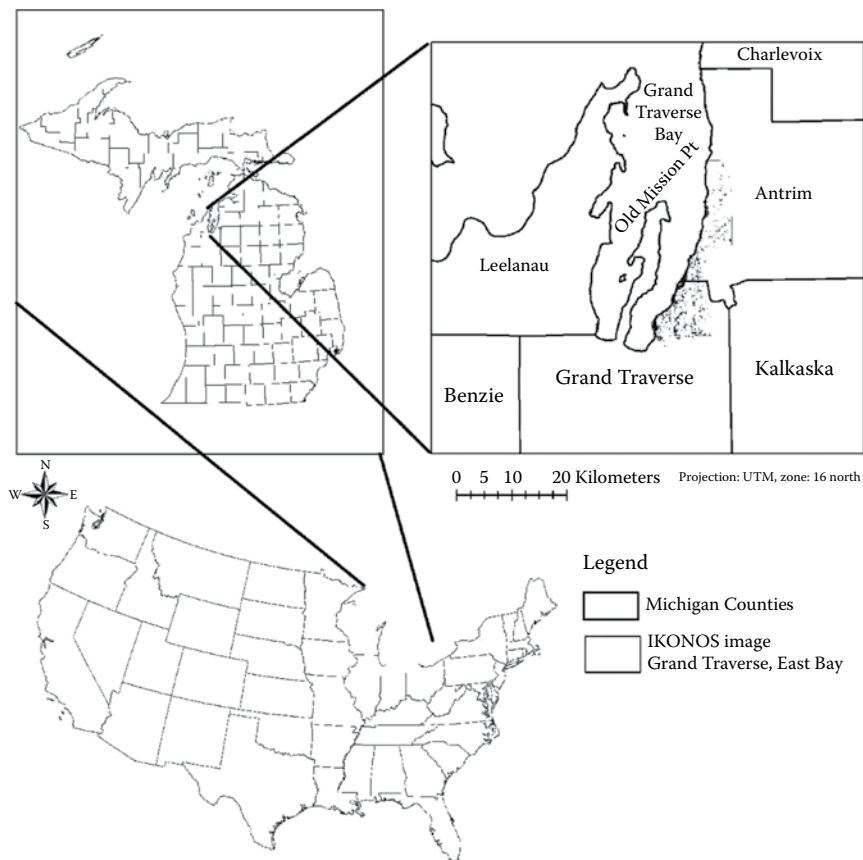 Charlevoix
Grand
Traverse
Bay
Old Mission Pt
Antrim
Leelanau
Benzie
Grand Traverse
Kalkaska
N
W E
S
0 5 10 20 Kilometers
Projection: UTM, zone: 16 north
Legend
Michigan Counties
IKONOS image
Grand Traverse, East Bay